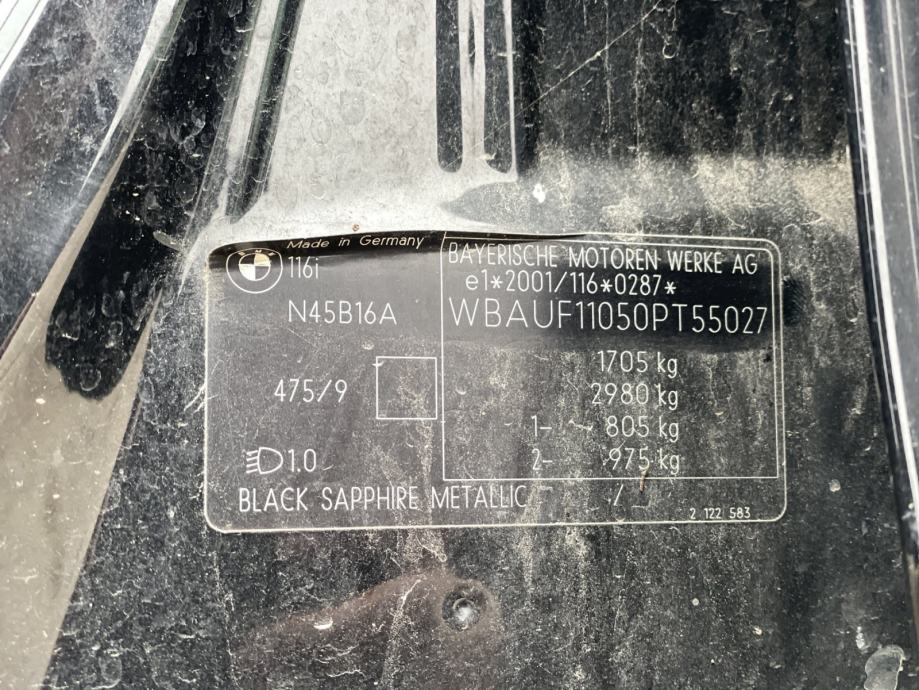 Made in Germany
116i
N45B16A
475/9
1.0
BAYERISCHE MOTOREN WERKE AG
e1*2001/116*0287*
WBAUF11050PT55027
1705 kg
2980 kg
1- 805 kg
2- 975 kg
BLACK SAPPHIRE METALLIC /
2 122 583